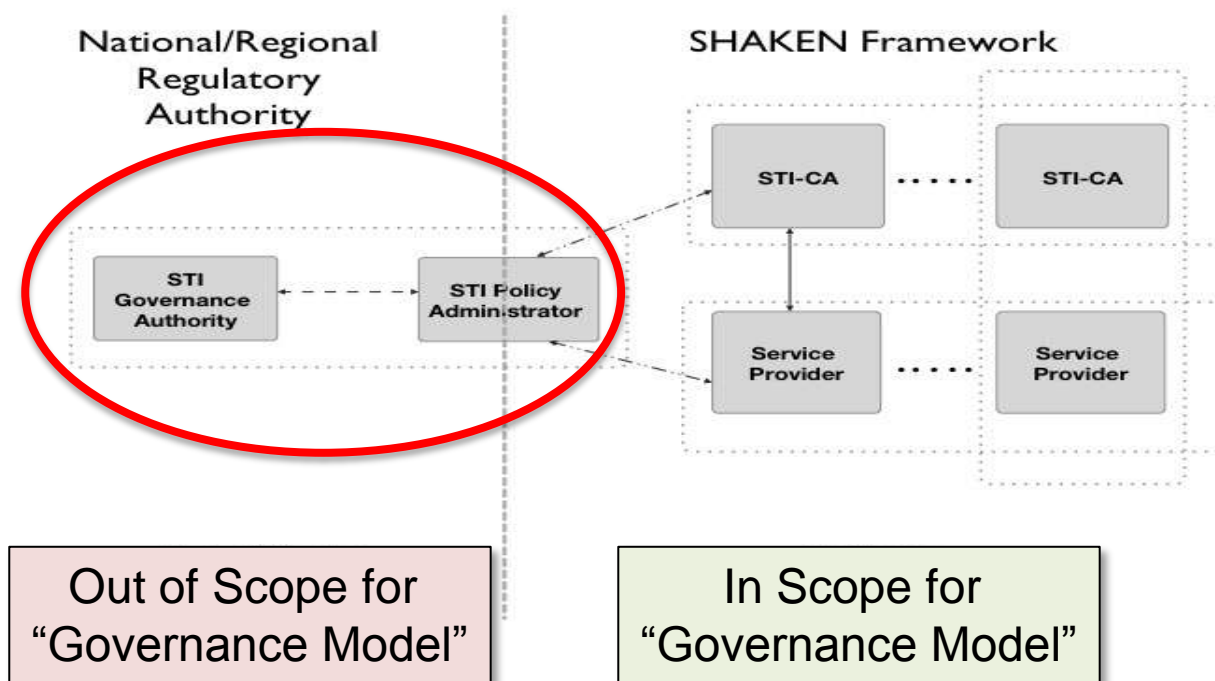 National/Regional
Regulatory
Authority
SHAKEN Framework
STI-CA
STI-CA
STI
Governance
Authority
STI Policy
Administrator
Service
Provider
Service
Provider
Out of Scope for
“Governance Model”
In Scope for
“Governance Model”